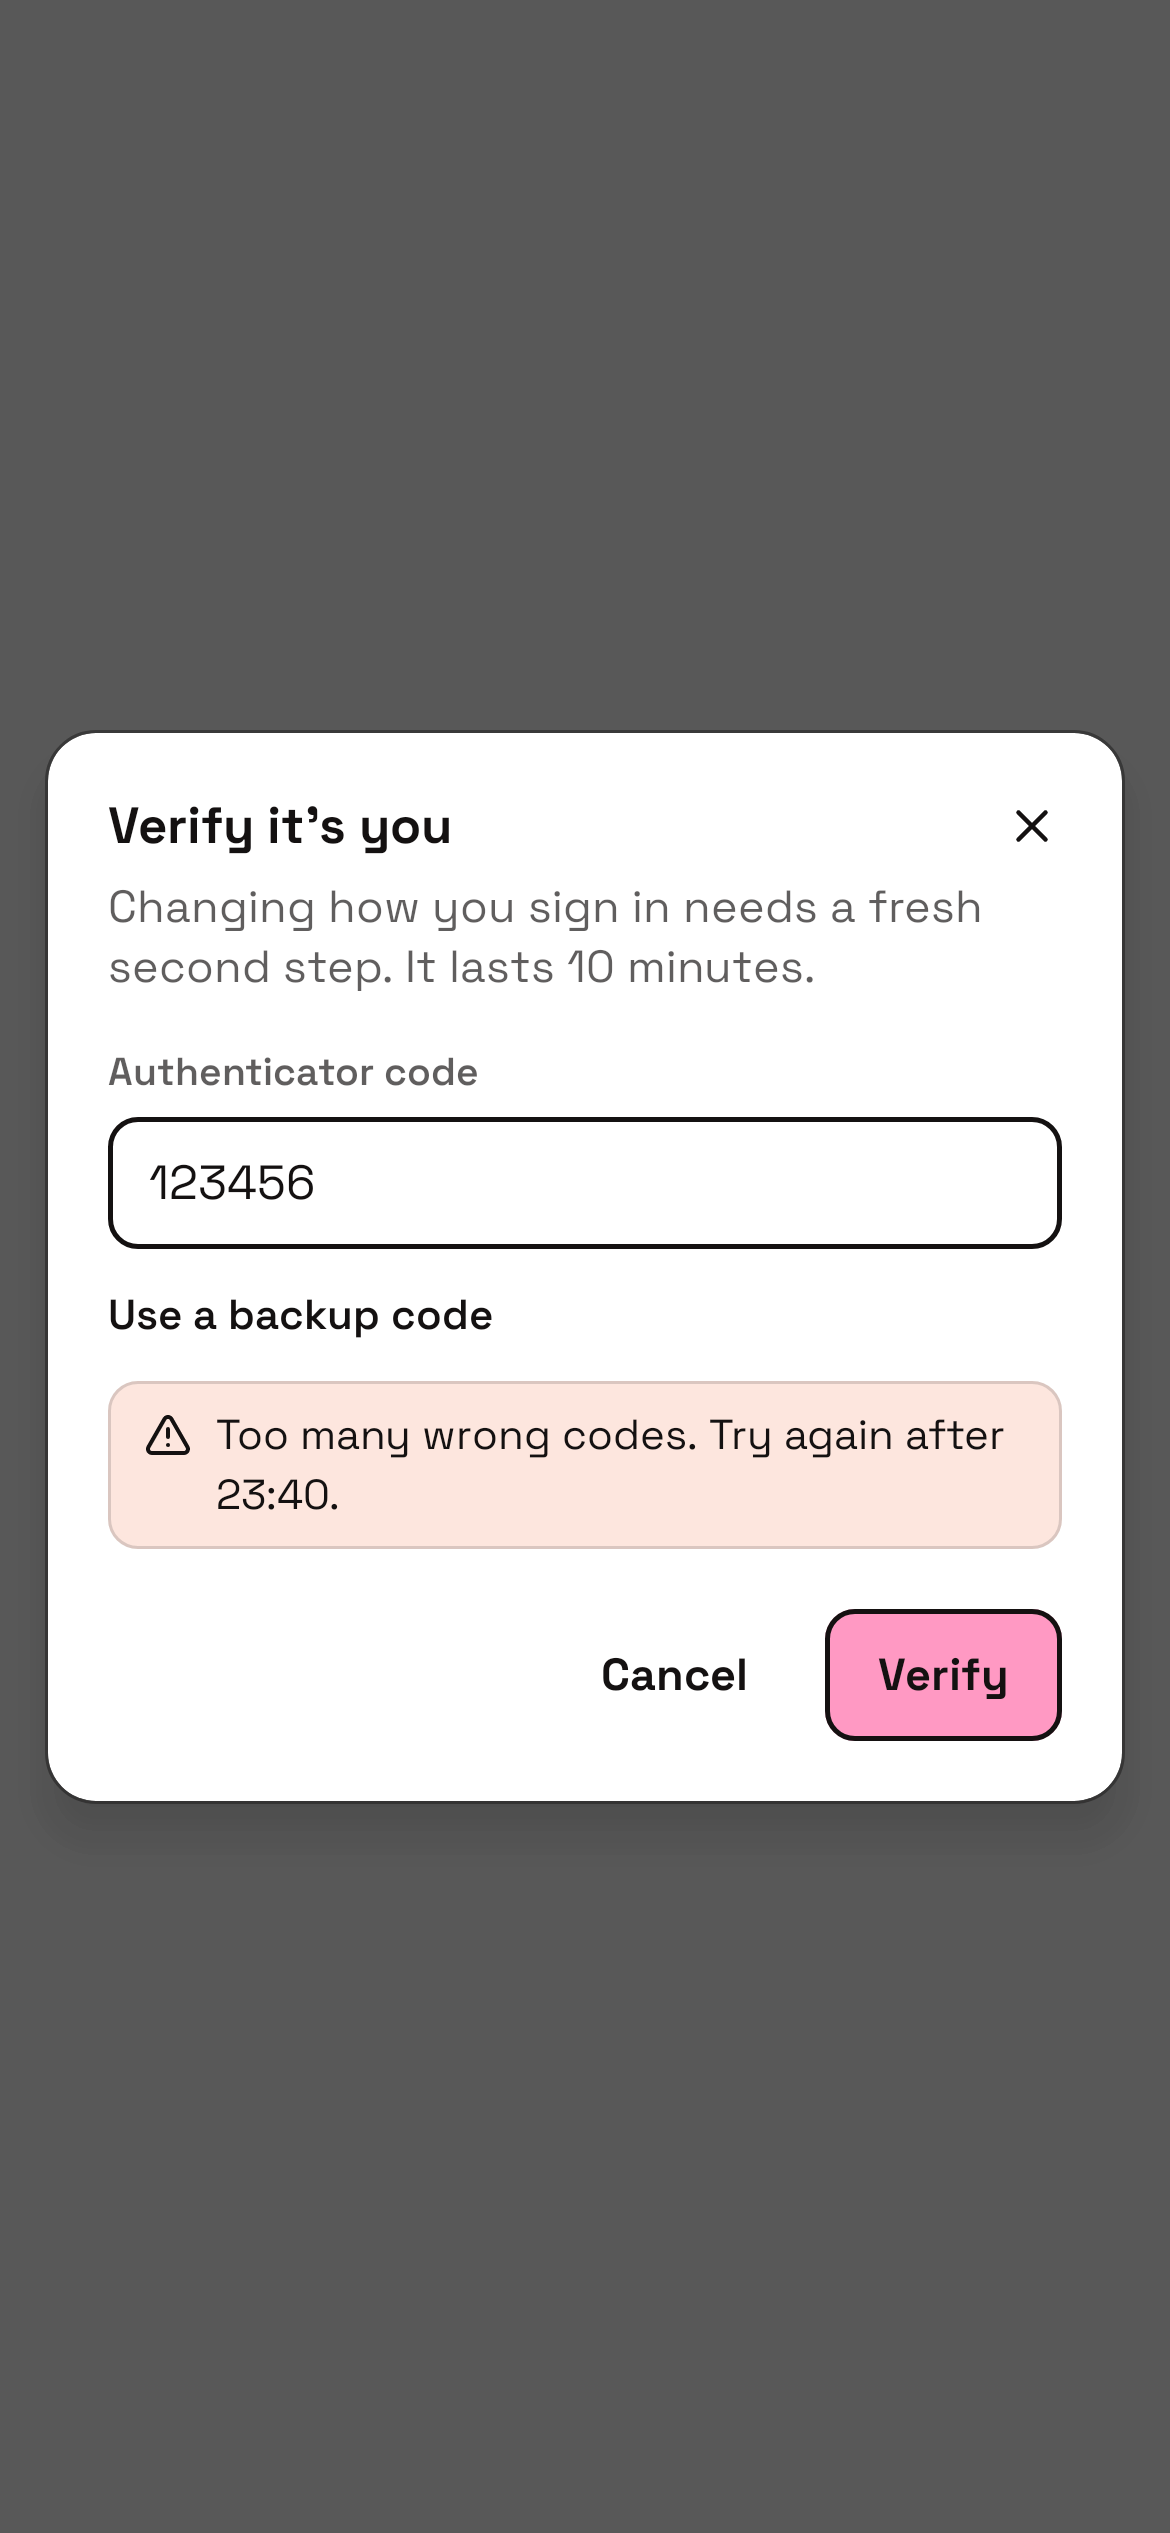 Verify it’s you
Changing how you sign in needs a fresh
second step. It lasts 10 minutes.
Authenticator code
123456
Use a backup code
Too many wrong codes. Try again after
23:40.
Cancel
Verify